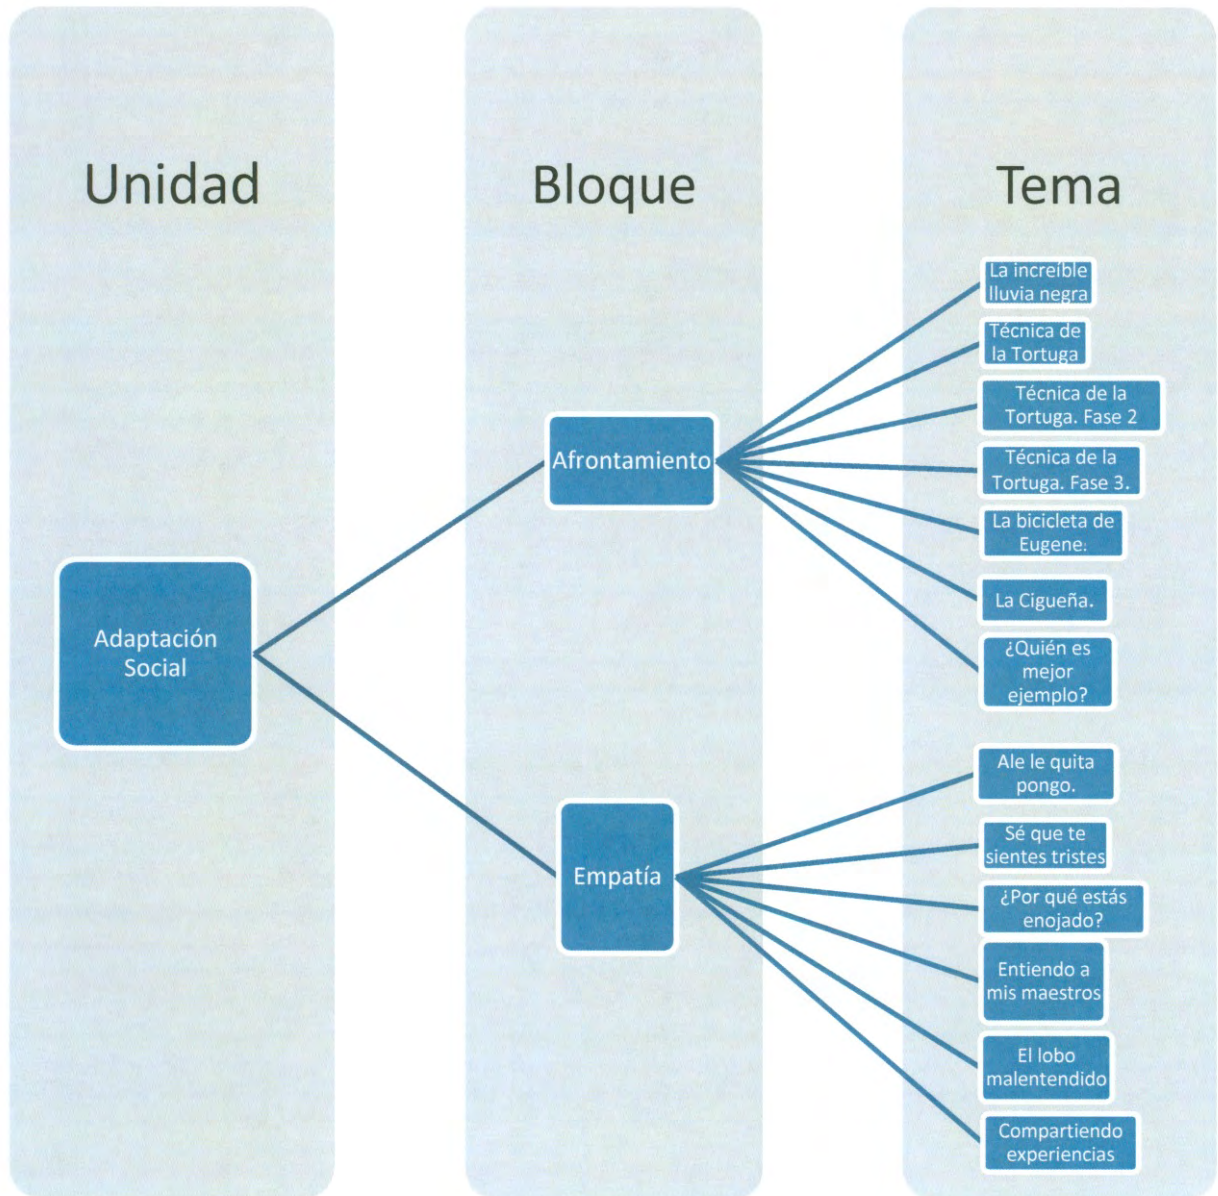 Unidad
Bloque
Tema
Adaptación
Social
Afrontamiento
Empatía
La increíble
lluvia negra
Técnica de
la Tortuga
Técnica de la
Tortuga. Fase 2
Técnica de la
Tortuga. Fase 3.
La bicicleta de
Eugene.
La Cigueña.
¿Quién es
mejor
ejemplo?
Ale le quita
pongo.
Sé que te
sientes tristes
¿Por qué estás
enojado?
Entiendo a
mis maestros
El lobo
malentendido
Compartiendo
experiencias